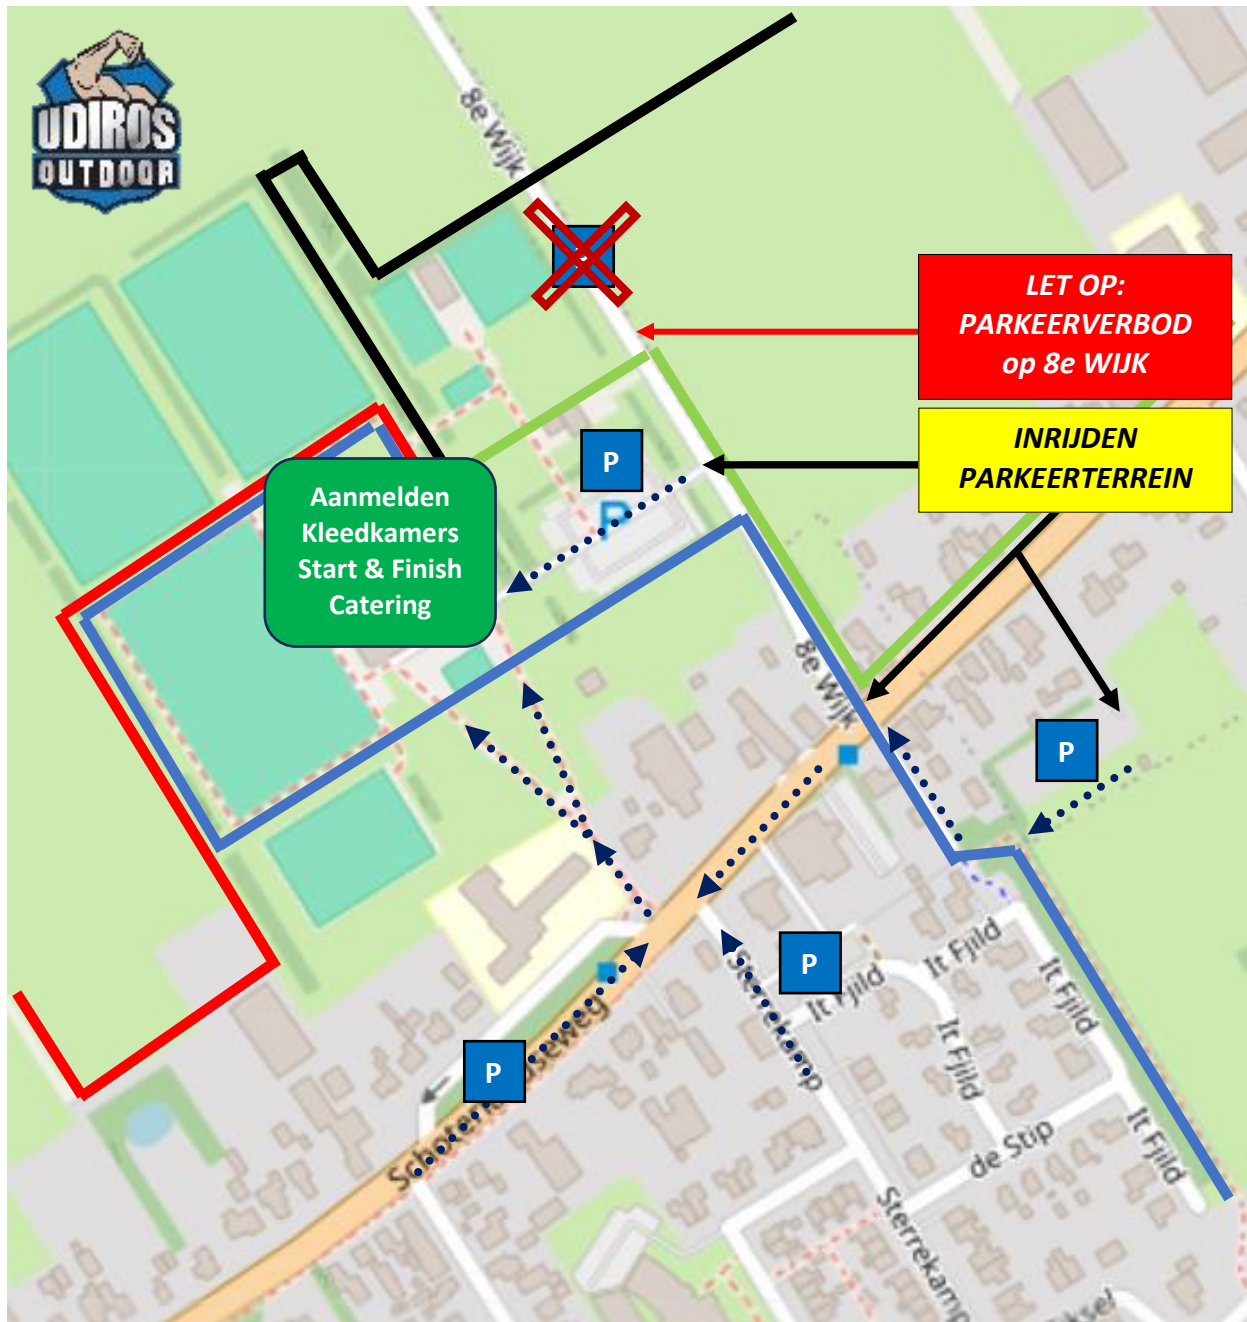 UDIROS
OUTDOOR
8e Wijk
LET OP:
PARKEERVERBOD
op 8e WIJK
INRIJDEN
PARKEERTERREIN
P
P
Aanmelden
Kleedkamers
Start & Finish
Catering
8e Wijk
P
P
It Fjild
It Fjild
It Fjild
It Fjild
Sterrekamp
P
de Stip
It Fjild
Sterrekamp